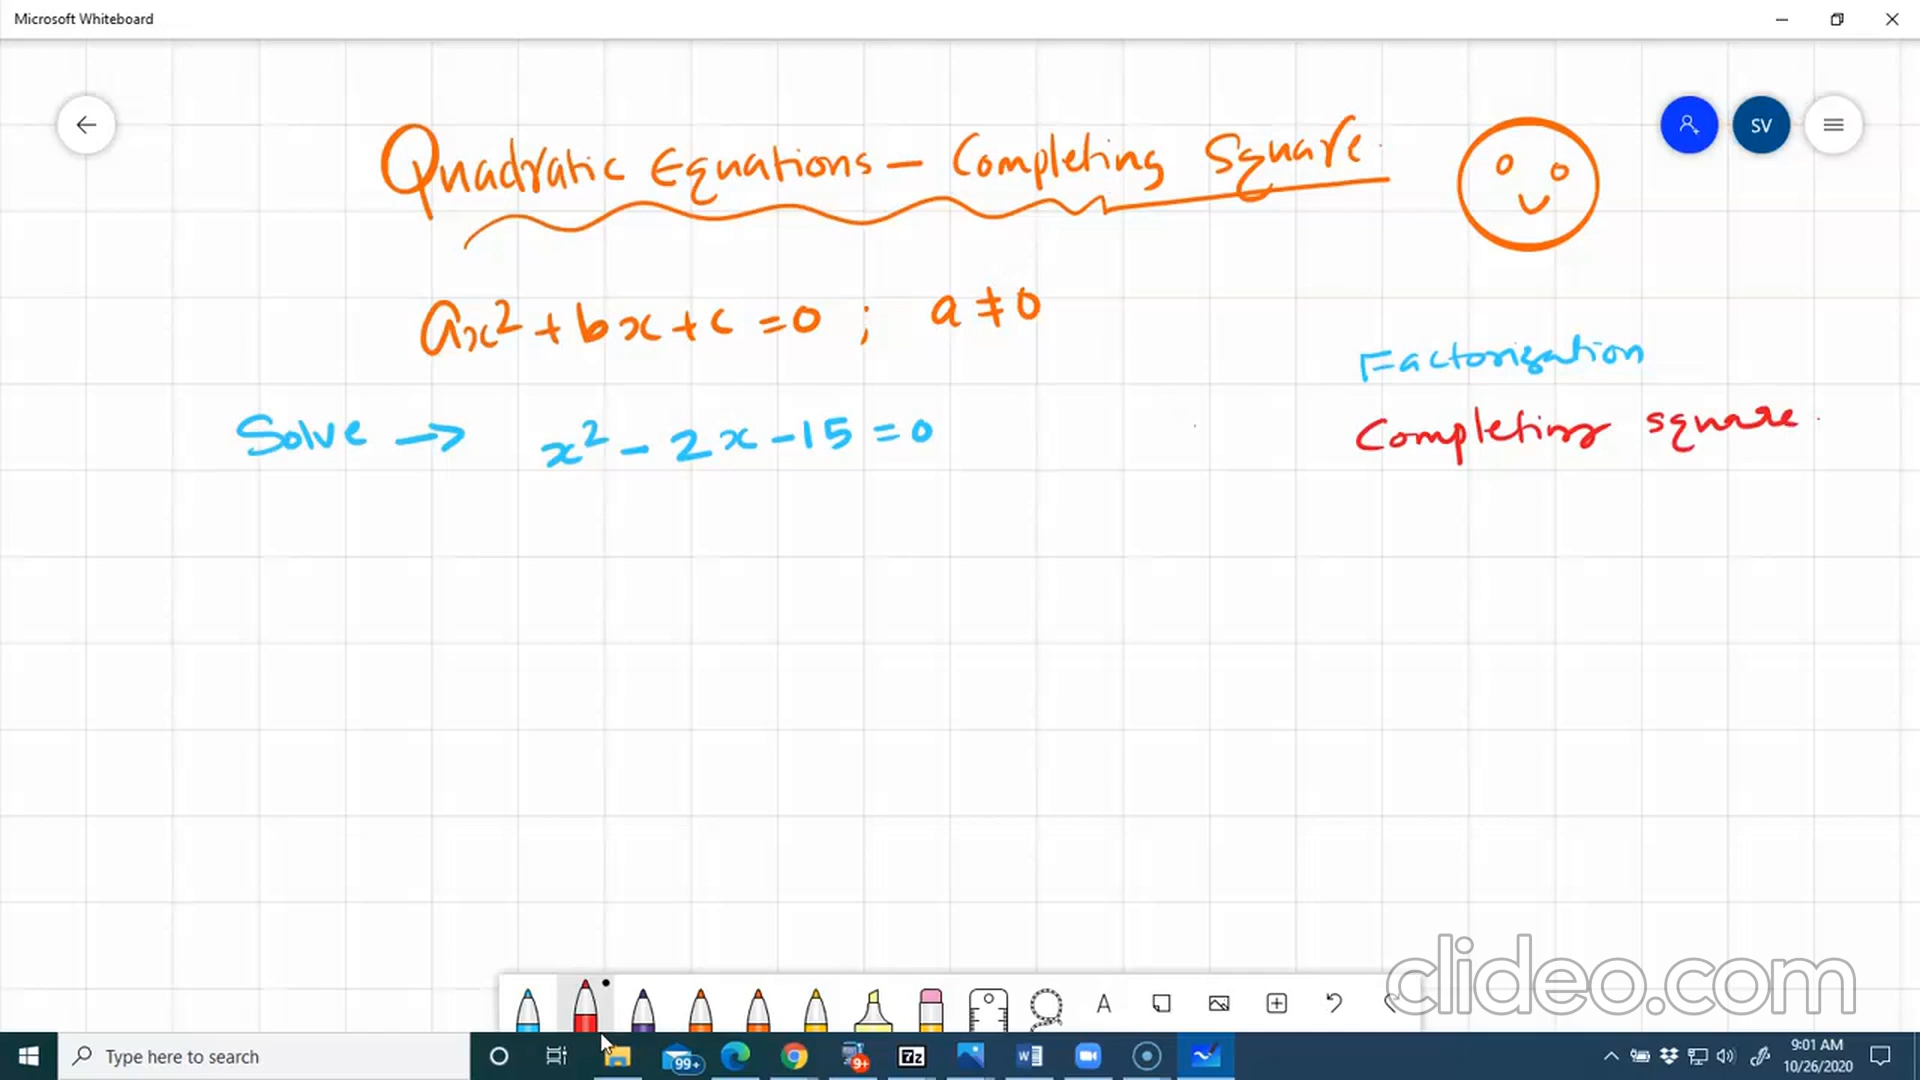 Microsoft Whiteboard
Quadratic Equations - Completing Square
SV
ax² + bx + c = 0 ; a ≠ 0
Factorization
Completing square
Solve → x² - 2x - 15 = 0
clideo.com
A
Type here to search
99+
9+
7z
9:01 AM
10/26/2020